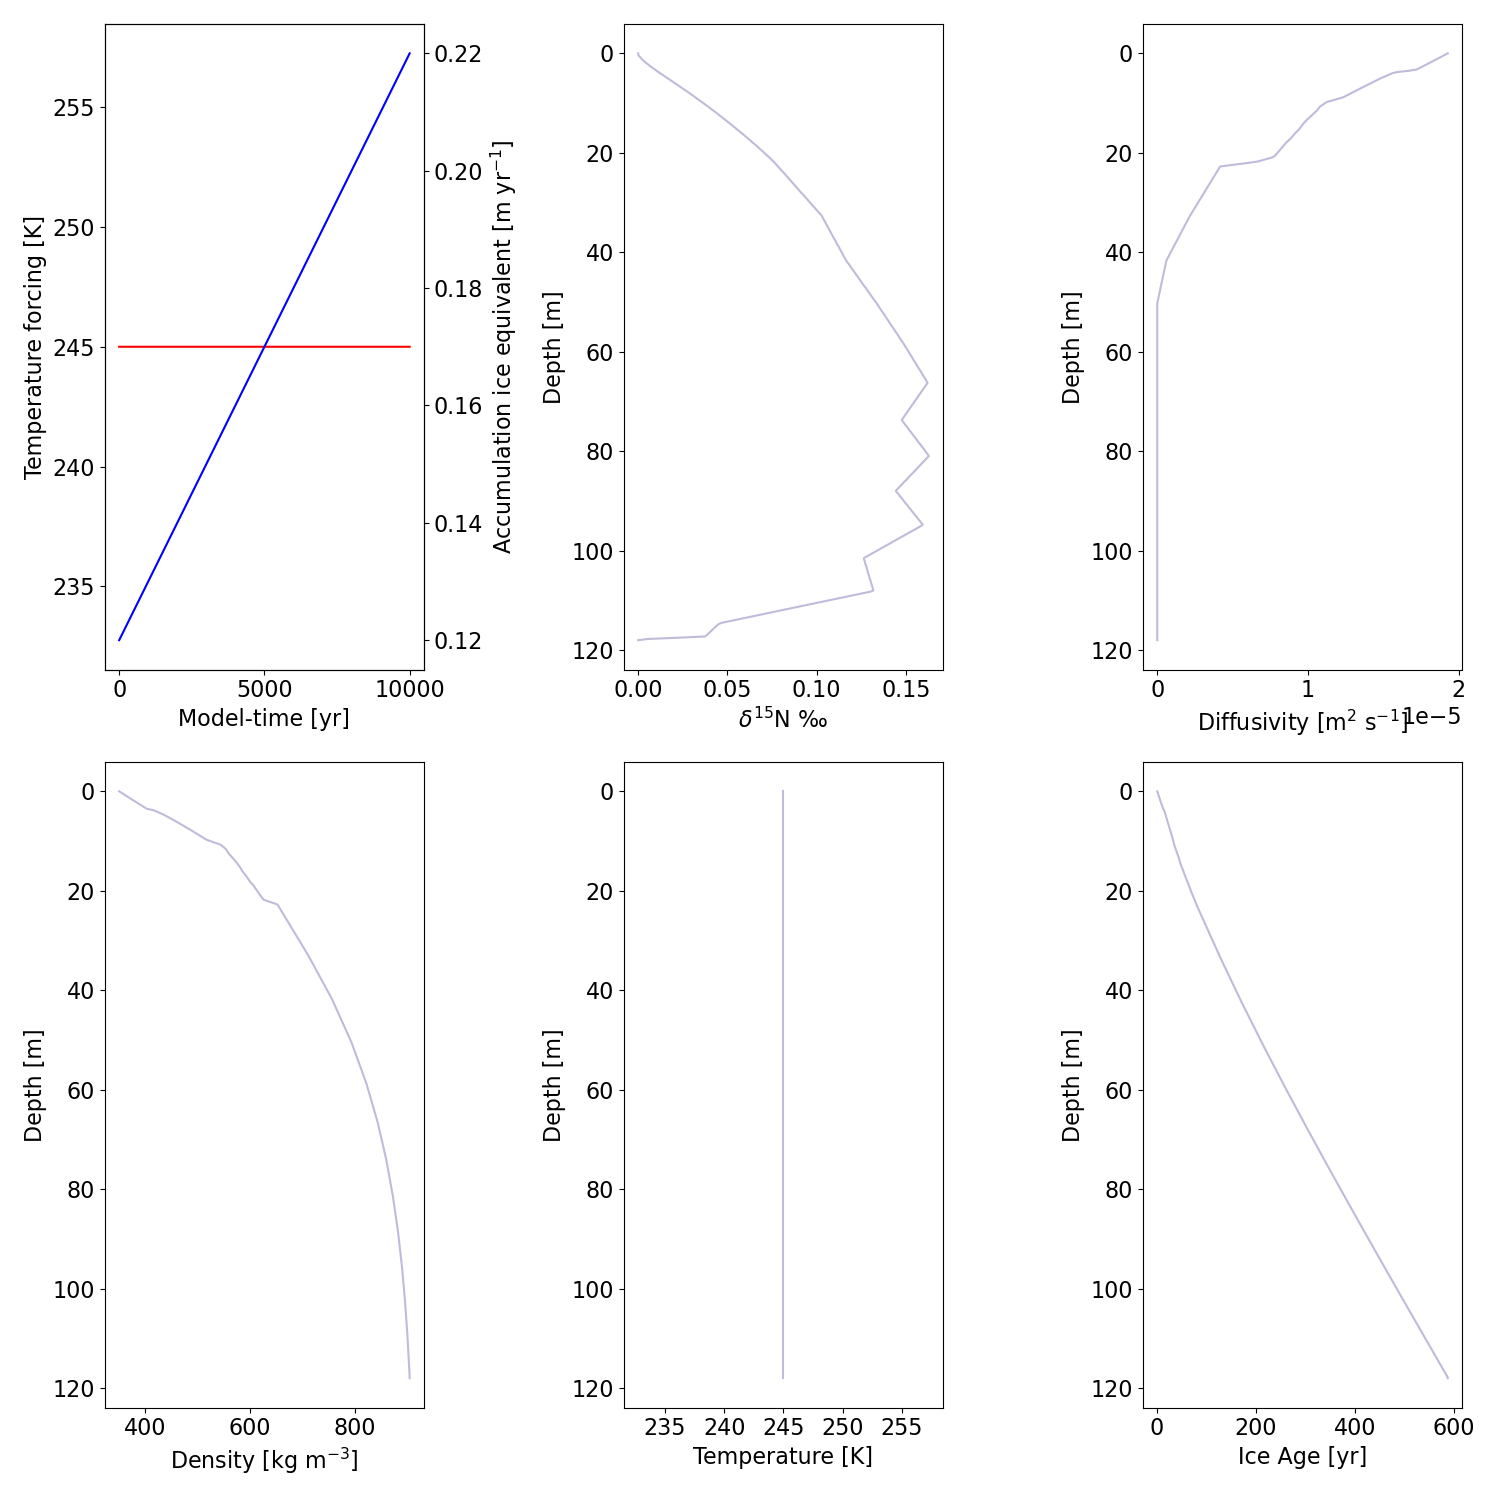 Temperature forcing [K]
255
250
245
240
235
0 5000 10000
Model-time [yr]
0.22
0.20
0.18
0.16
0.14
0.12
Accumulation ice equivalent [m yr⁻¹]
Depth [m]
0
20
40
60
80
100
120
0.00 0.05 0.10 0.15
δ¹⁵N ‰
Depth [m]
0
20
40
60
80
100
120
0 1 2
Diffusivity [m² s⁻¹]
1e−5
Depth [m]
0
20
40
60
80
100
120
400 600 800
Density [kg m⁻³]
Depth [m]
0
20
40
60
80
100
120
235 240 245 250 255
Temperature [K]
Depth [m]
0
20
40
60
80
100
120
0 200 400 600
Ice Age [yr]